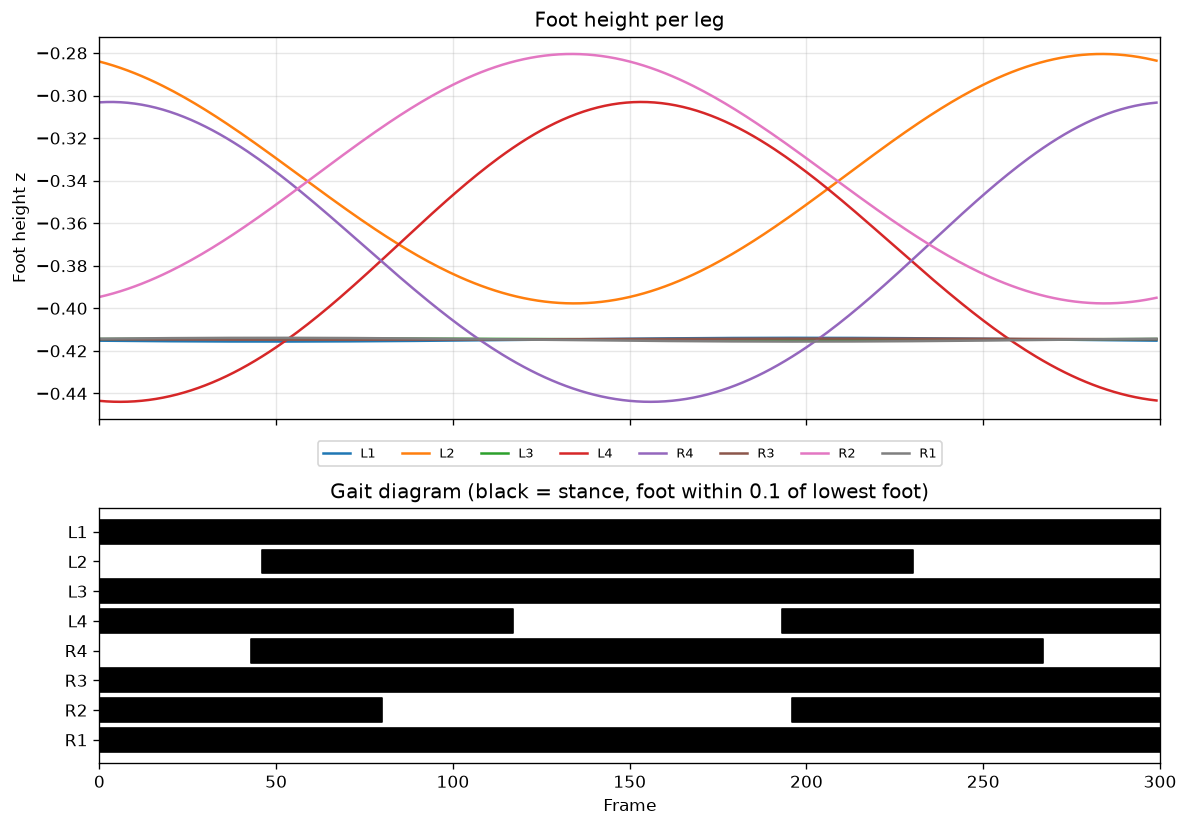 Foot height per leg
−0.28
−0.30
−0.32
−0.34
−0.36
−0.38
−0.40
−0.42
−0.44
Foot height z
L1 L2 L3 L4 R4 R3 R2 R1
Gait diagram (black = stance, foot within 0.1 of lowest foot)
L1
L2
L3
L4
R4
R3
R2
R1
0 50 100 150 200 250 300
Frame